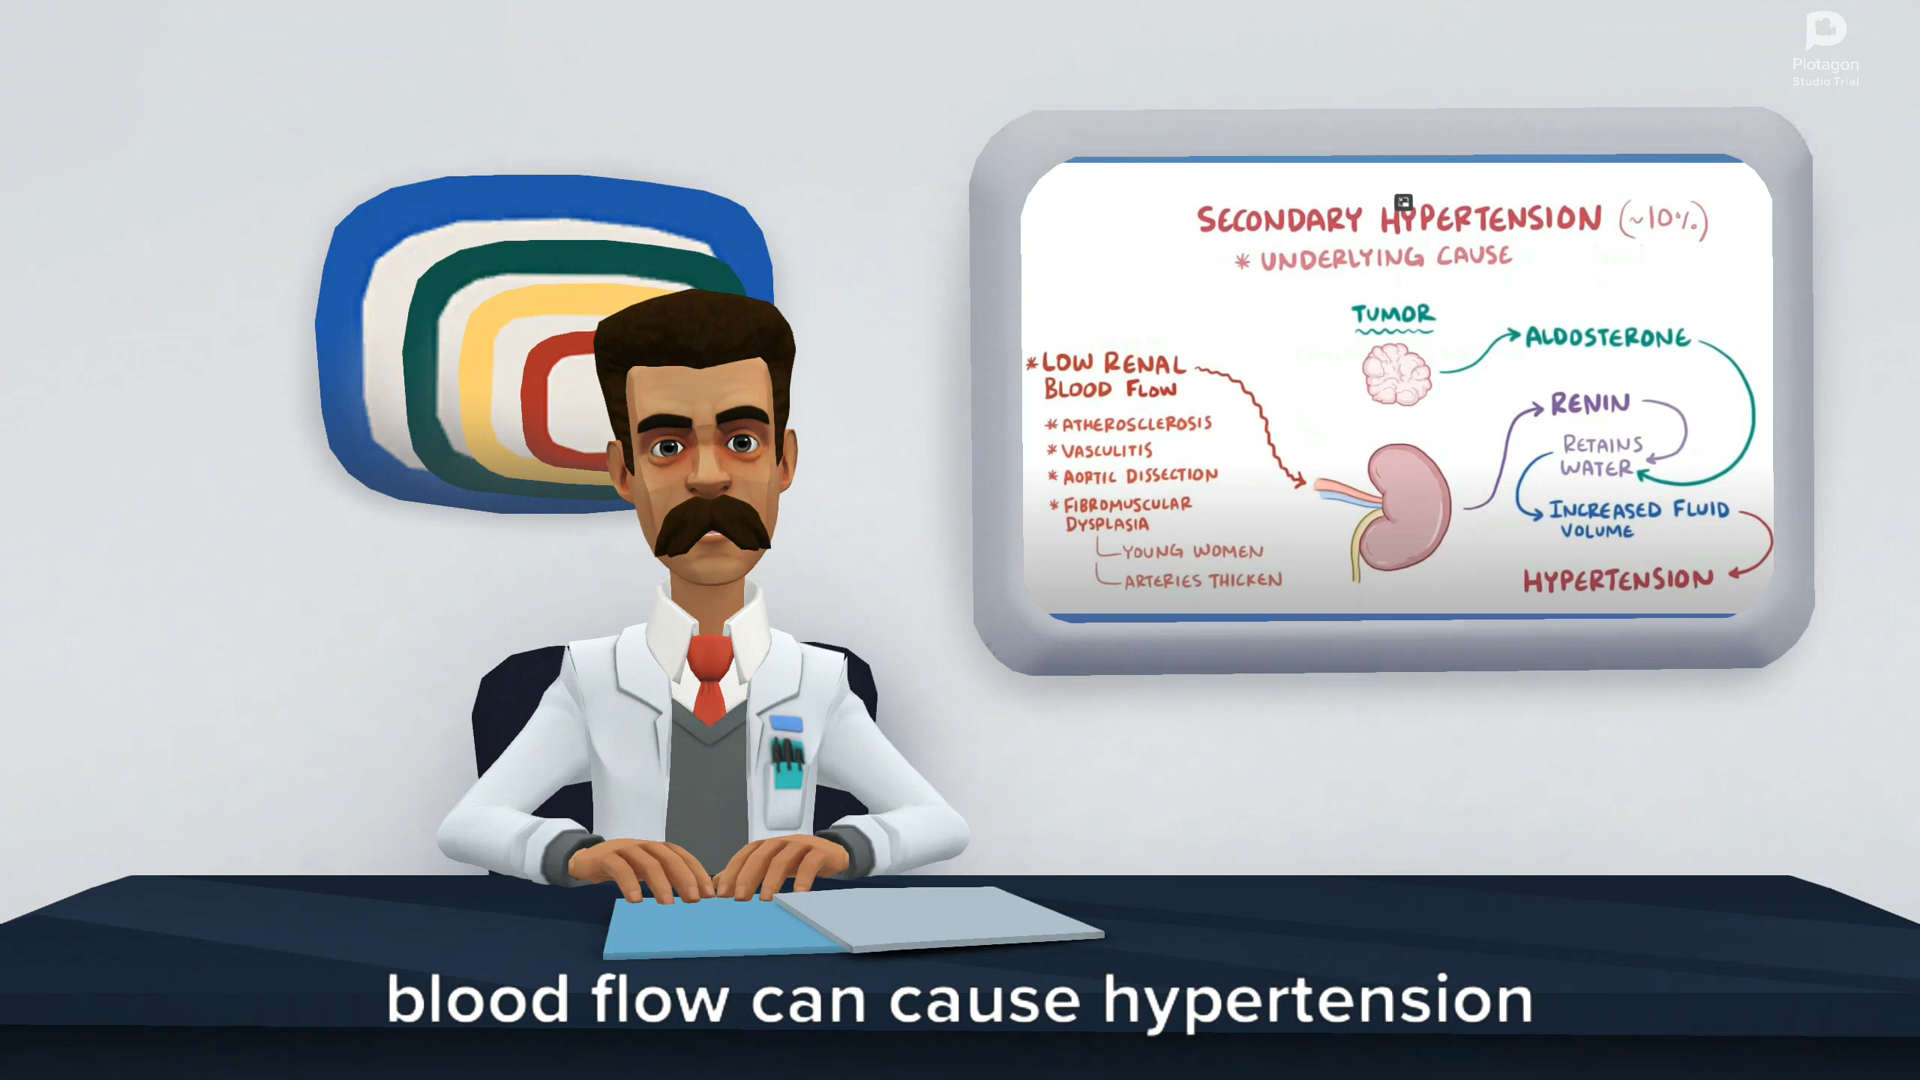 Plotagon
Studio Trial
SECONDARY HYPERTENSION (~10%)
* UNDERLYING CAUSE
TUMOR
ALDOSTERONE
* LOW RENAL
BLOOD FLOW
* ATHEROSCLEROSIS
* VASCULITIS
* AORTIC DISSECTION
* FIBROMUSCULAR
DYSPLASIA
YOUNG WOMEN
ARTERIES THICKEN
RENIN
RETAINS
WATER
INCREASED FLUID
VOLUME
HYPERTENSION
blood flow can cause hypertension